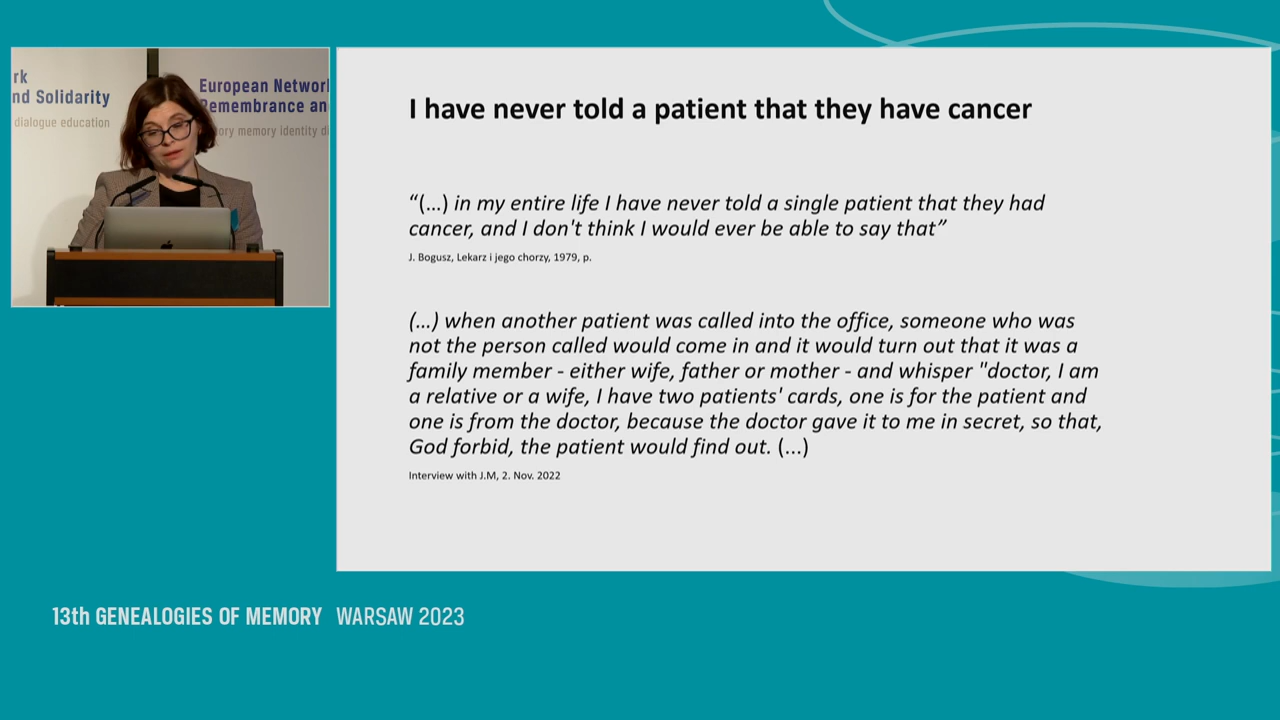 rk
nd Solidarity
dialogue education
European Networ
Remembrance an
ory memory identity di
I have never told a patient that they have cancer
“(…) in my entire life I have never told a single patient that they had
cancer, and I don't think I would ever be able to say that”
J. Bogusz, Lekarz i jego chorzy, 1979, p.
(…) when another patient was called into the office, someone who was
not the person called would come in and it would turn out that it was a
family member - either wife, father or mother - and whisper "doctor, I am
a relative or a wife, I have two patients' cards, one is for the patient and
one is from the doctor, because the doctor gave it to me in secret, so that,
God forbid, the patient would find out. (...)
Interview with J.M, 2. Nov. 2022
13th GENEALOGIES OF MEMORY WARSAW 2023